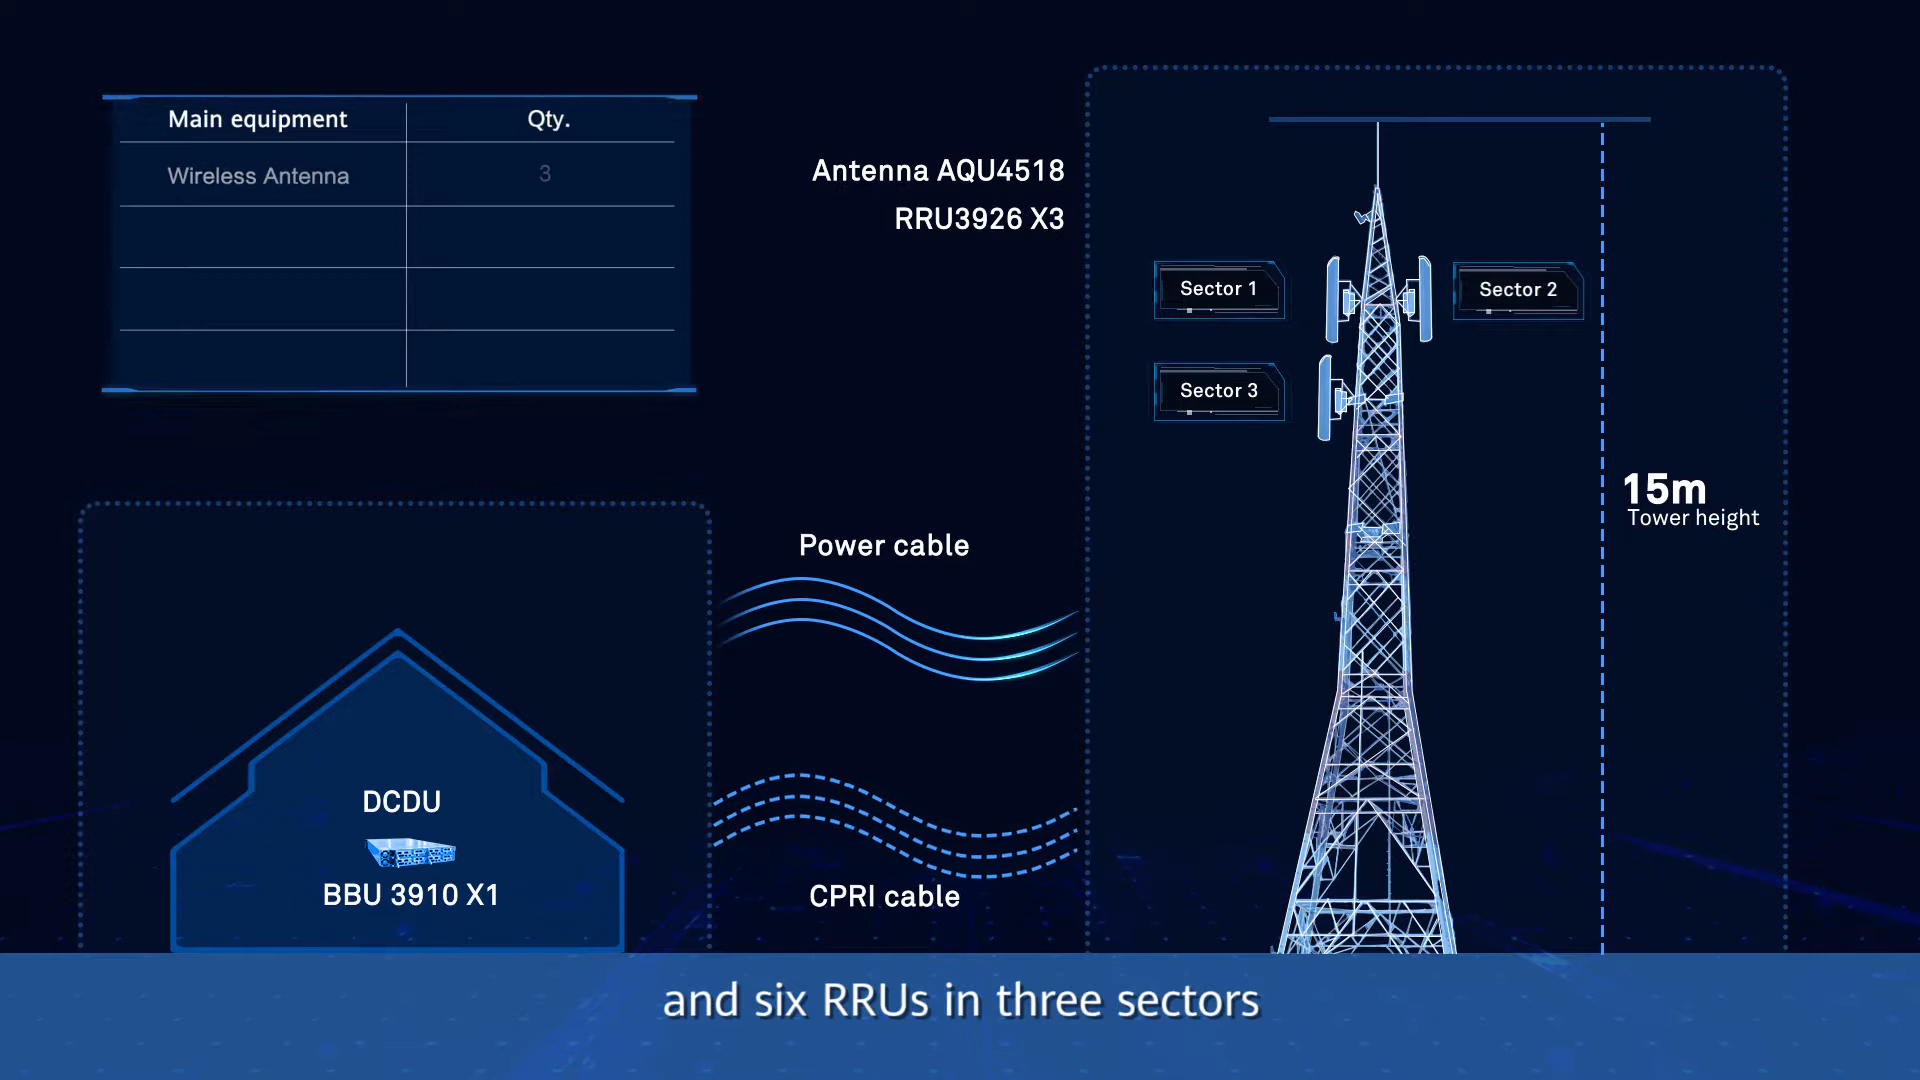 Main equipment Qty.
Wireless Antenna 3
Antenna AQU4518
RRU3926 X3
Sector 1
Sector 2
Sector 3
15m
Tower height
Power cable
DCDU
BBU 3910 X1
CPRI cable
and six RRUs in three sectors